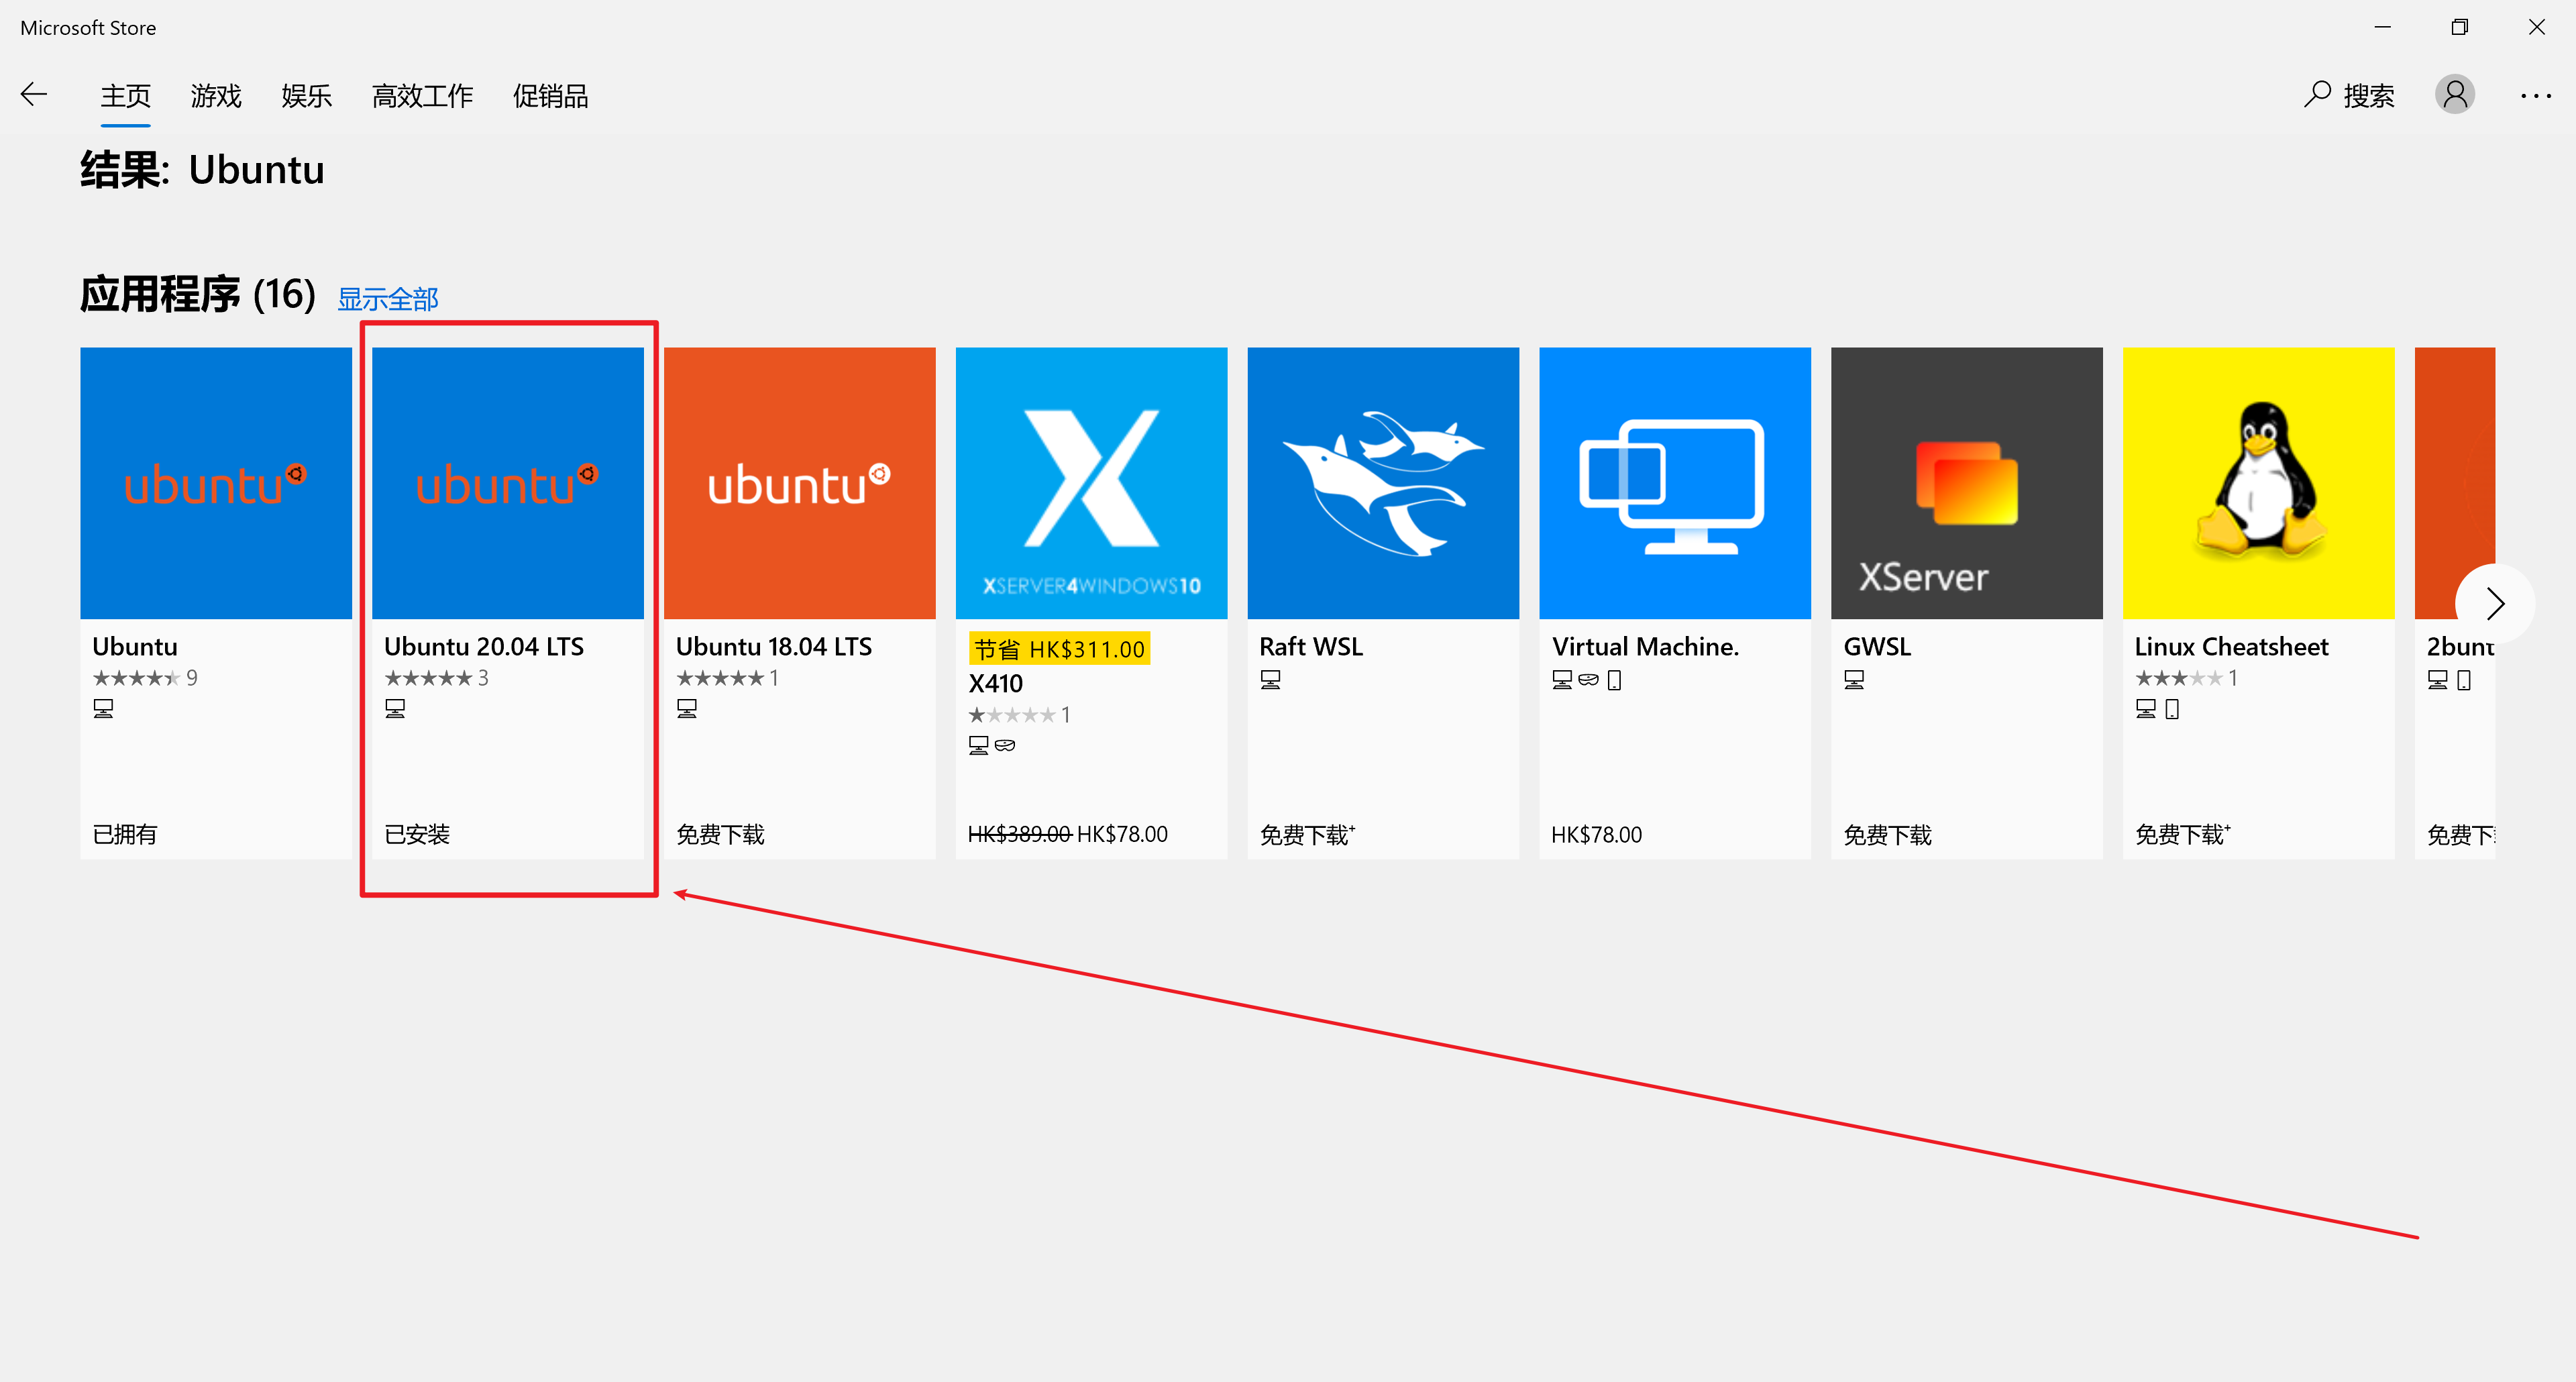 Microsoft Store
主页 游戏 娱乐 高效工作 促销品 搜索
结果: Ubuntu
应用程序 (16) 显示全部
ubuntu
Ubuntu
9
已拥有
ubuntu
Ubuntu 20.04 LTS
3
已安装
ubuntu
Ubuntu 18.04 LTS
1
免费下载
XSERVER4WINDOWS10
节省 HK$311.00
X410
1
HK$389.00 HK$78.00
Raft WSL
免费下载+
Virtual Machine.
HK$78.00
XServer
GWSL
免费下载
Linux Cheatsheet
1
免费下载+
2bunt
免费下